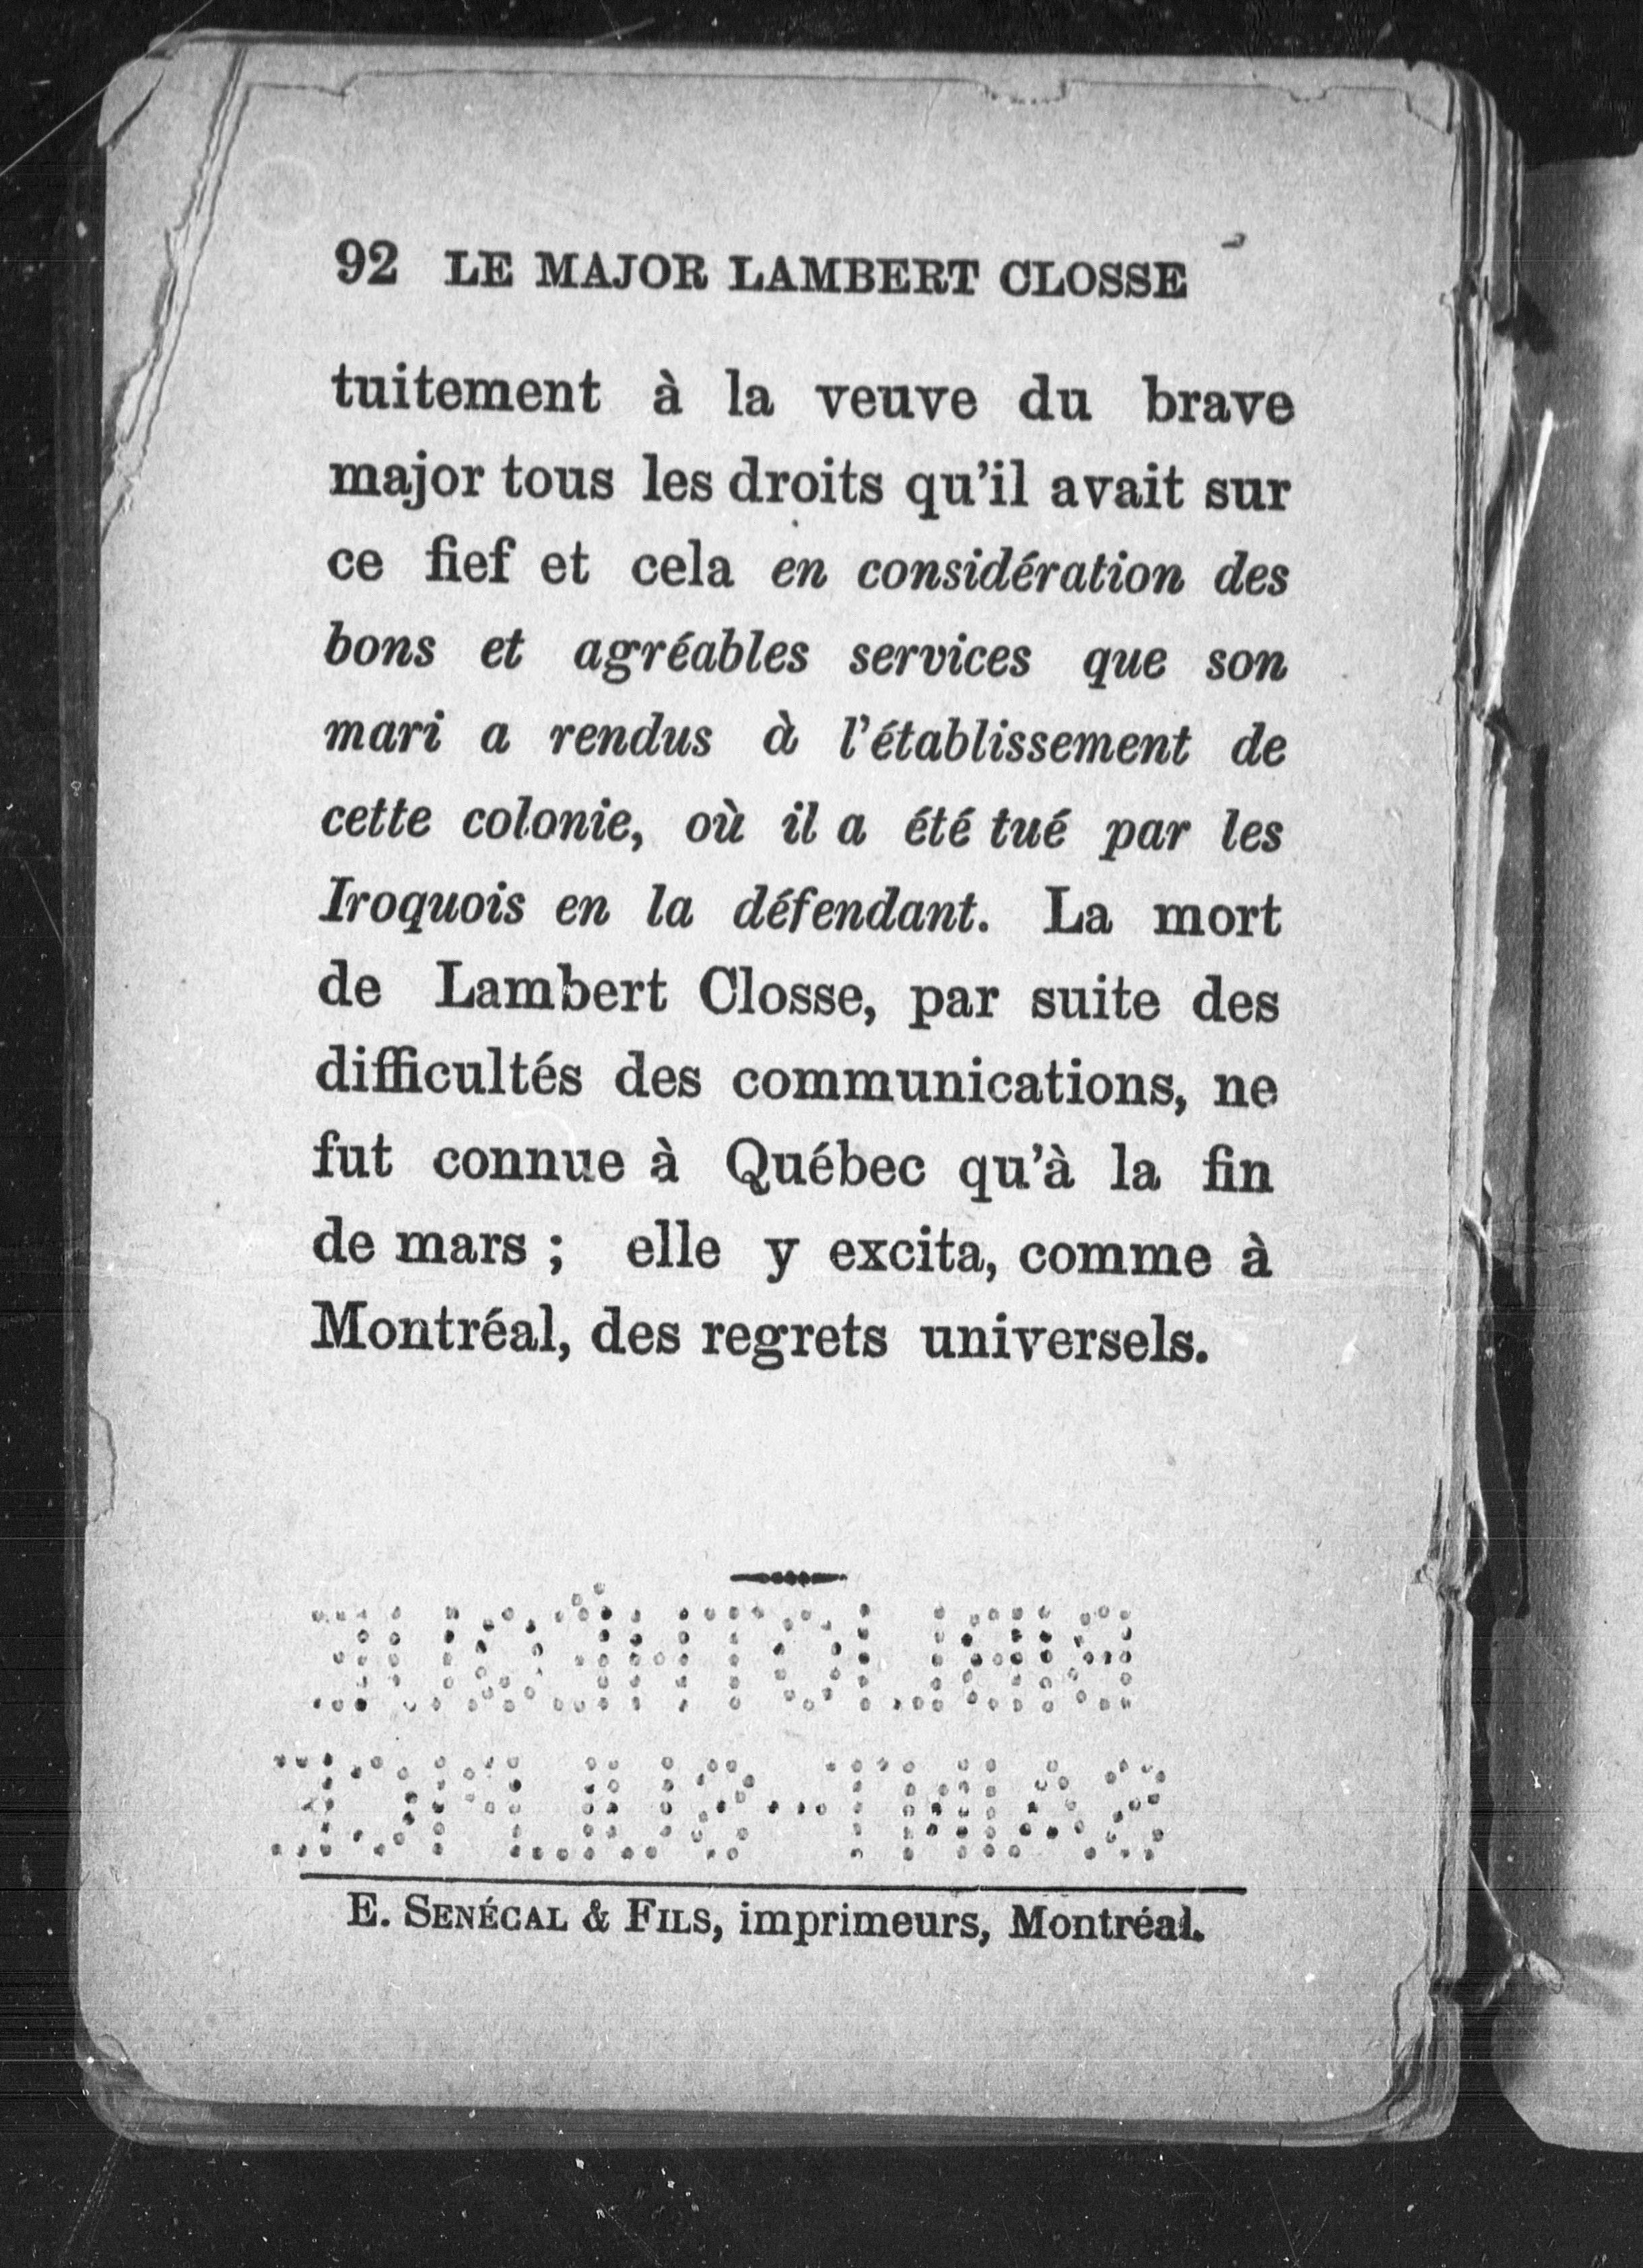 92 LE MAJOR LAMBERT CLOSSE
tuitement à la veuve du brave
major tous les droits qu'il avait sur
ce fief et cela en considération des
bons et agréables services que son
mari a rendus à l'établissement de
cette colonie, où il a été tué par les
Iroquois en la défendant. La mort
de Lambert Closse, par suite des
difficultés des communications, ne
fut connue à Québec qu'à la fin
de mars ; elle y excita, comme à
Montréal, des regrets universels.
E. SENÉCAL & FILS, imprimeurs, Montréal.